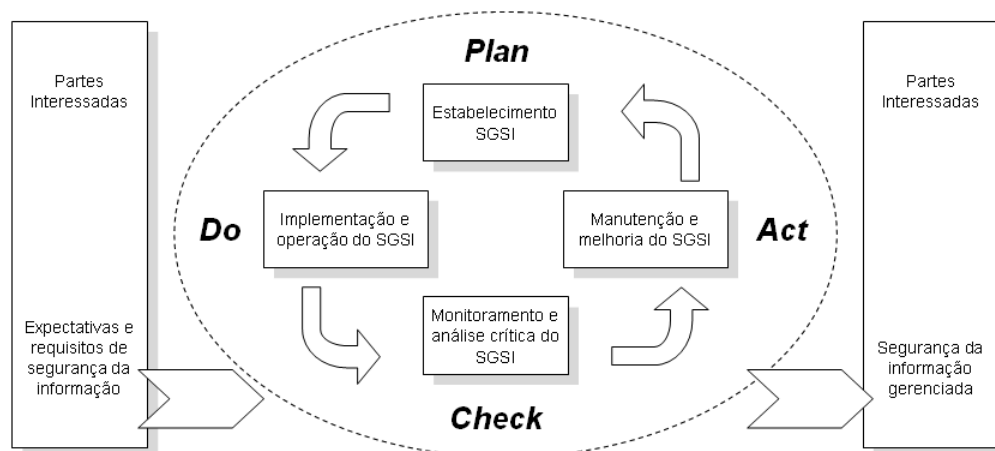 Partes
Interessadas
Expectativas e
requisitos de
segurança da
informação
Plan
Estabelecimento
SGSI
Do
Implementação e
operação do SGSI
Manutenção e
melhoria do SGSI
Act
Monitoramento e
análise crítica do
SGSI
Check
Partes
Interessadas
Segurança da
informação
gerenciada